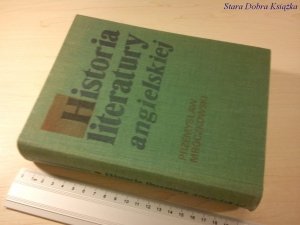 Stara Dobra Książka
Historia
literatury
angielskiej
PRZEMYSŁAW
MROCZKOWSKI